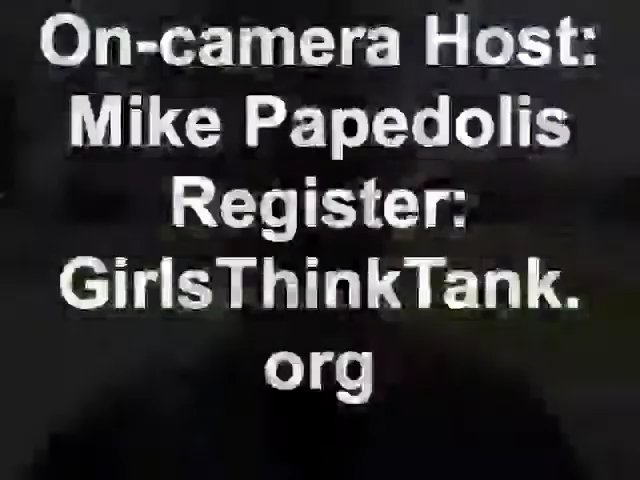 On-camera Host:
Mike Papedolis
Register:
GirlsThinkTank.
org